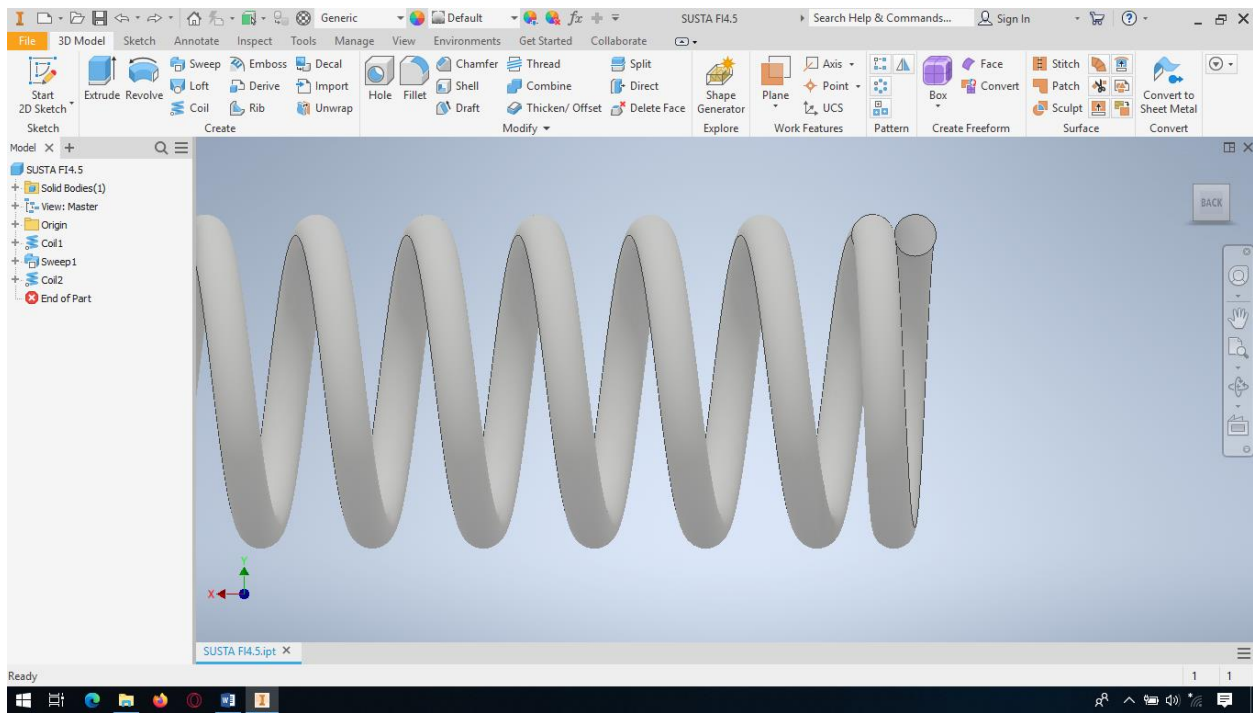 I Generic Default fx SUSTA FI4.5 Search Help & Commands... Sign In
File 3D Model Sketch Annotate Inspect Tools Manage View Environments Get Started Collaborate
Sweep Emboss Decal Chamfer Thread Split Axis Face Stitch
Start 2D Sketch Extrude Revolve Loft Derive Import Hole Fillet Shell Combine Direct Shape Generator Plane Point Box Convert Patch Convert to Sheet Metal
Coil Rib Unwrap Draft Thicken/ Offset Delete Face UCS Sculpt
Sketch Create Modify Explore Work Features Pattern Create Freeform Surface Convert
Model
SUSTA FI4.5
Solid Bodies(1)
View: Master
Origin
Coil1
Sweep1
Coil2
End of Part
BACK
Y
X
SUSTA FI4.5.ipt
Ready 1 1